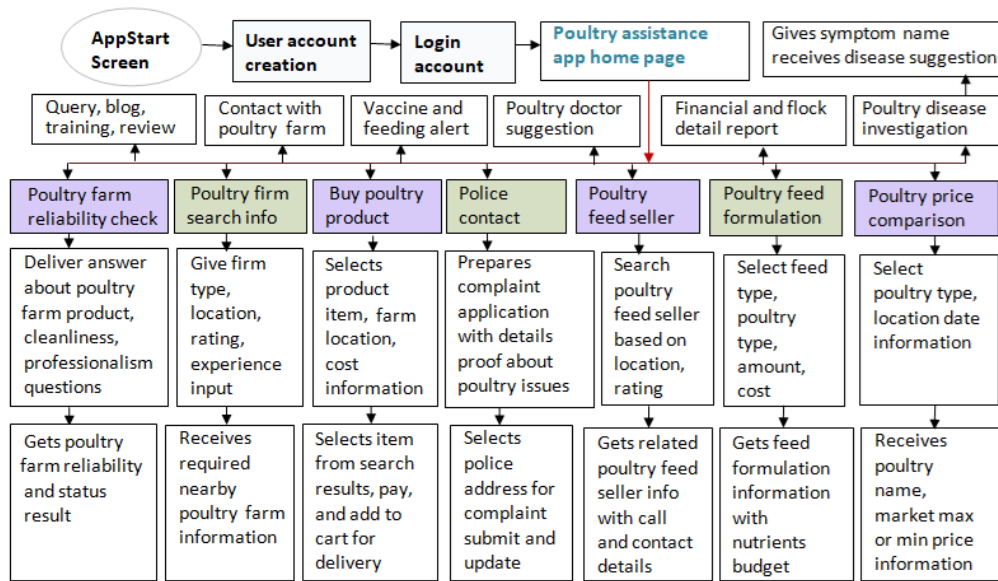 AppStart
Screen
User account
creation
Login
account
Poultry assistance
app home page
Gives symptom name
receives disease suggestion
Query, blog,
training, review
Contact with
poultry farm
Vaccine and
feeding alert
Poultry doctor
suggestion
Financial and flock
detail report
Poultry disease
investigation
Poultry farm
reliability check
Poultry firm
search info
Buy poultry
product
Police
contact
Poultry
feed seller
Poultry feed
formulation
Poultry price
comparison
Deliver answer
about poultry
farm product,
cleanliness,
professionalism
questions
Give firm
type,
location,
rating,
experience
input
Selects
product
item, farm
location,
cost
information
Prepares
complaint
application
with details
proof about
poultry issues
Search
poultry
feed seller
based on
location,
rating
Select feed
type,
poultry
type,
amount,
cost
Select
poultry type,
location date
information
Gets poultry
farm reliability
and status
result
Receives
required
nearby
poultry farm
information
Selects item
from search
results, pay,
and add to
cart for
delivery
Selects
police
address for
complaint
submit and
update
Gets related
poultry feed
seller info
with call
and contact
details
Gets feed
formulation
information
with
nutrients
budget
Receives
poultry
name,
market max
or min price
information